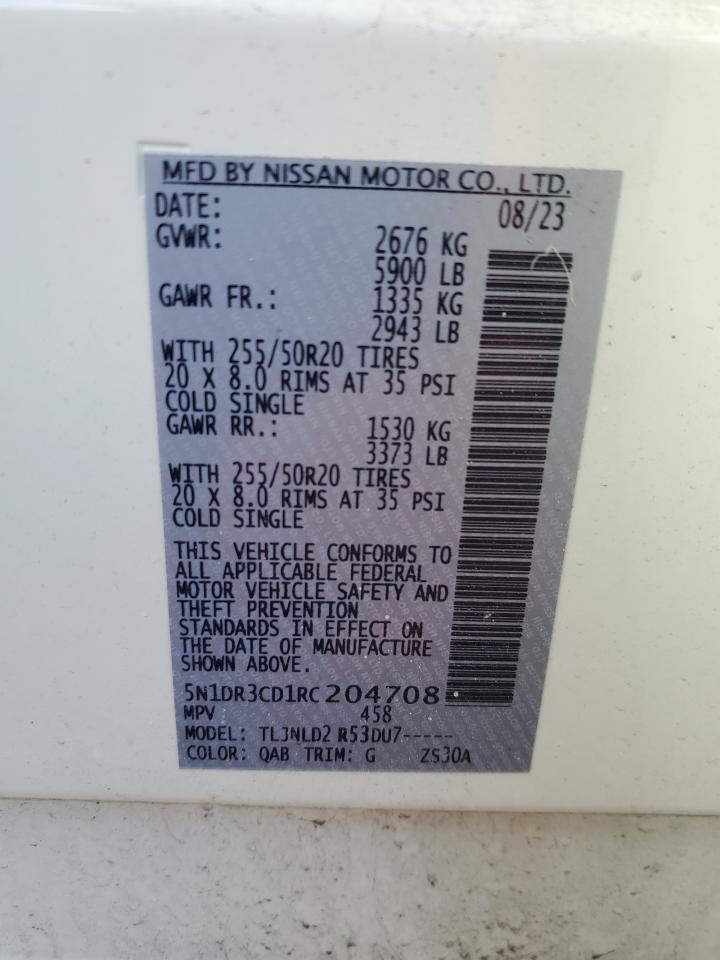 MFD BY NISSAN MOTOR CO., LTD.
DATE: 08/23
GVWR: 2676 KG
5900 LB
GAWR FR.: 1335 KG
2943 LB
WITH 255/50R20 TIRES
20 X 8.0 RIMS AT 35 PSI
COLD SINGLE
GAWR RR.: 1530 KG
3373 LB
WITH 255/50R20 TIRES
20 X 8.0 RIMS AT 35 PSI
COLD SINGLE
THIS VEHICLE CONFORMS TO
ALL APPLICABLE FEDERAL
MOTOR VEHICLE SAFETY AND
THEFT PREVENTION
STANDARDS IN EFFECT ON
THE DATE OF MANUFACTURE
SHOWN ABOVE.
5N1DR3CD1RC204708
MPV 458
MODEL: TL3NLD2 R53DU7-----
COLOR: QAB TRIM: G ZS30A